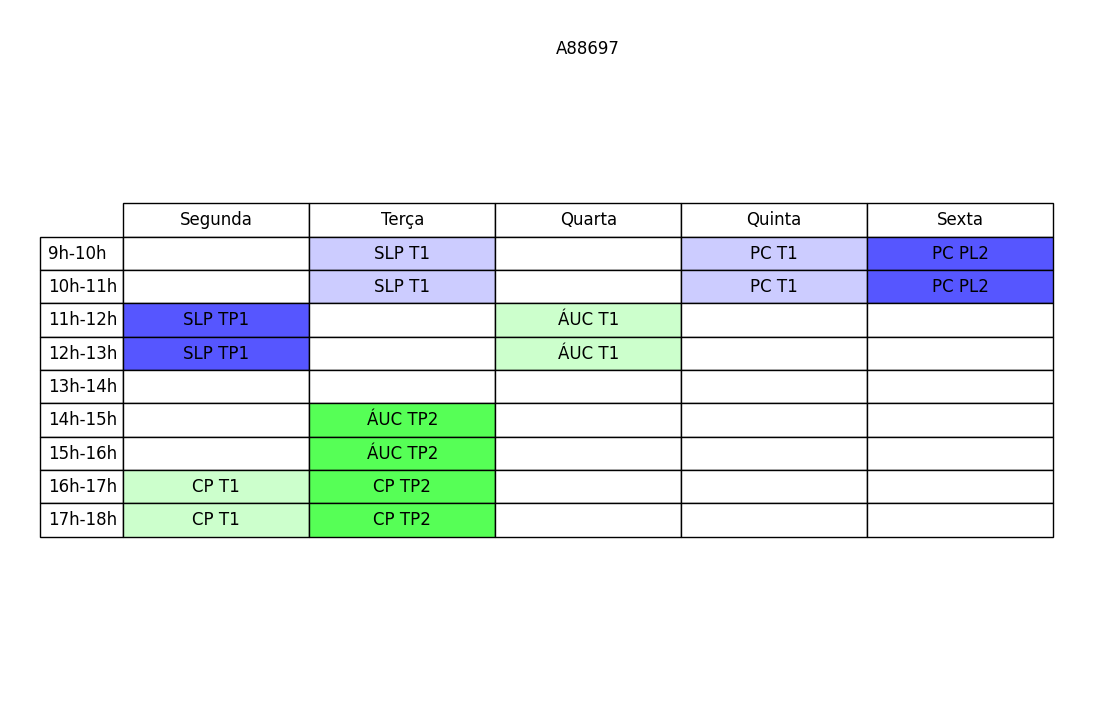 A88697
Segunda Terça Quarta Quinta Sexta
9h-10h SLP T1 PC T1 PC PL2
10h-11h SLP T1 PC T1 PC PL2
11h-12h SLP TP1 ÁUC T1
12h-13h SLP TP1 ÁUC T1
13h-14h
14h-15h ÁUC TP2
15h-16h ÁUC TP2
16h-17h CP T1 CP TP2
17h-18h CP T1 CP TP2